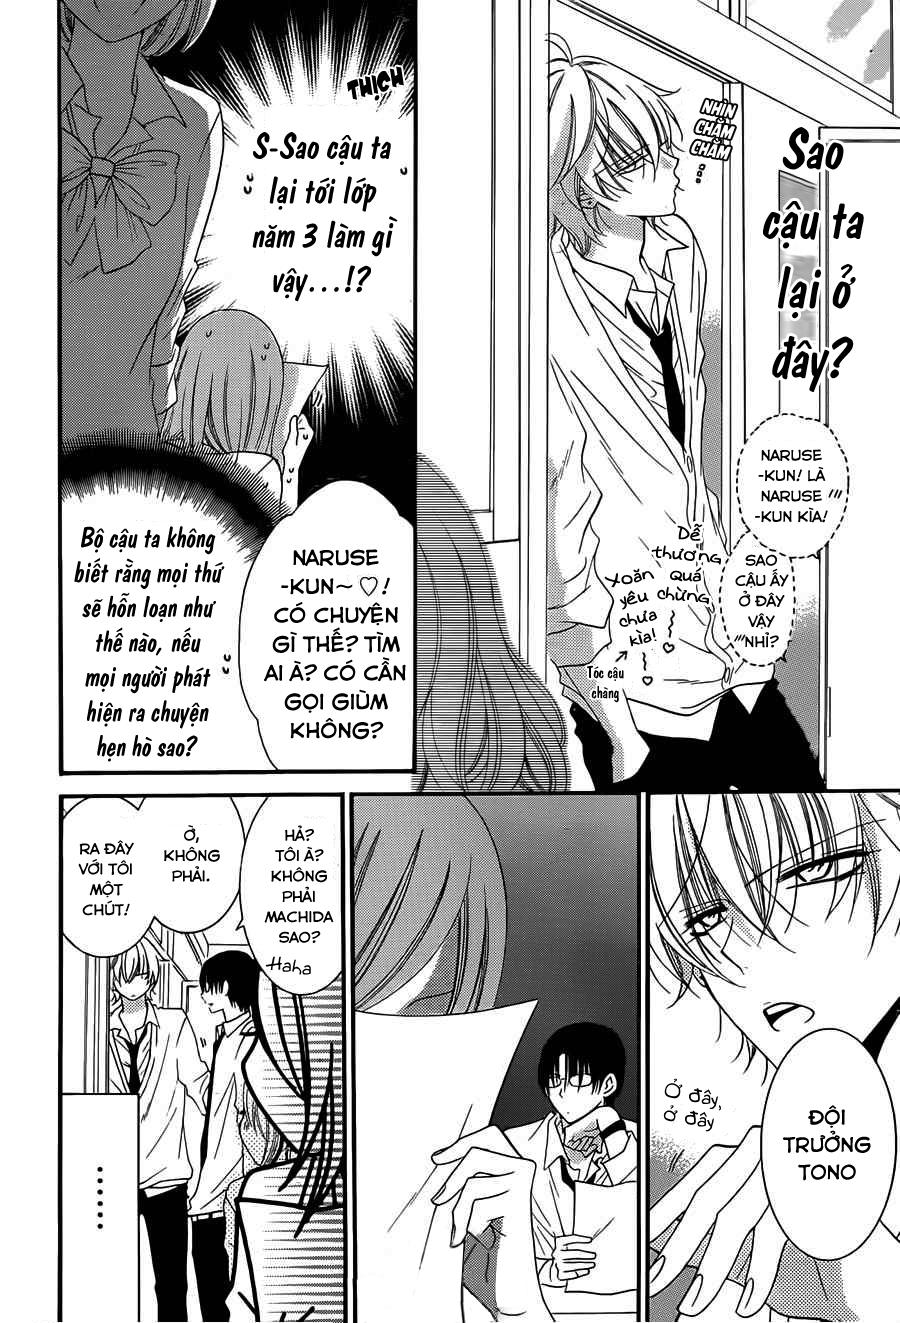 Sao
cậu ta
lại ở
đây?
NHÌN
CHẰM
CHẰM
...
NARUSE
-KUN! LÀ
NARUSE
-KUN KÌA!
SAO
CẬU ẤY
Ở ĐÂY
VẬY
NHỈ?
Dễ
thương
quá
chừng
Xoăn
yêu
chưa
kìa!
Tóc cậu
chàng
THỊCH
S-Sao cậu ta
lại tới lớp
năm 3 làm gì
vậy...!?
NARUSE
-KUN~ ♡!
CÓ CHUYỆN
GÌ THẾ? TÌM
AI À? CÓ CẦN
GỌI GIÙM
KHÔNG?
Bộ cậu ta không
biết rằng mọi thứ
sẽ hỗn loạn như
thế nào, nếu
mọi người phát
hiện ra chuyện
hẹn hò sao?
ĐỘI
TRƯỞNG
TONO
Ở đây,
ở đây
HẢ?
TÔI À?
KHÔNG
PHẢI
MACHIDA
SAO?
Haha
Ờ,
KHÔNG
PHẢI.
RA ĐÂY
VỚI TÔI
MỘT
CHÚT!
......